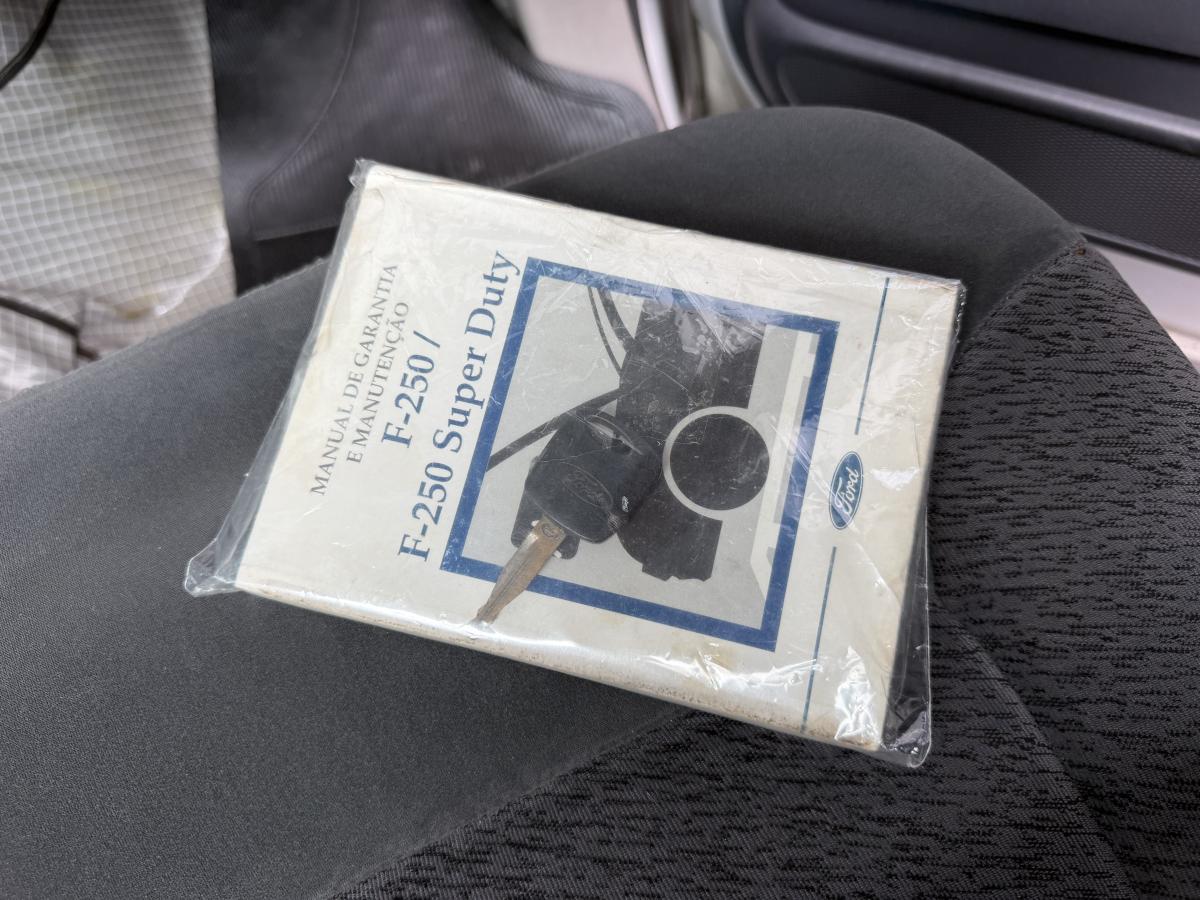 MANUAL DE GARANTIA
E MANUTENÇÃO
F-250 /
F-250 Super Duty
Ford